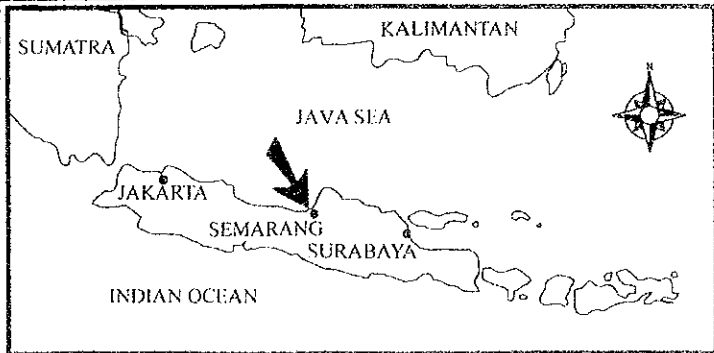 KALIMANTAN
SUMATRA
N
JAVA SEA
JAKARTA
SEMARANG
SURABAYA
INDIAN OCEAN